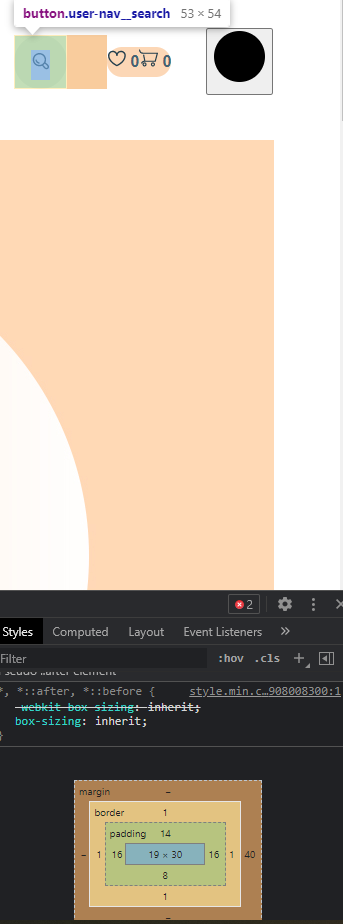 button.user-nav__search 53 × 54
0 0
2
Styles Computed Layout Event Listeners »
Filter :hov .cls +
*, *::after, *::before { style.min.c…908008300:1
-webkit-box-sizing: inherit;
box-sizing: inherit;
}
margin –
border 1
padding 14
– 1 16 19 × 30 16 1 40
8
1
–